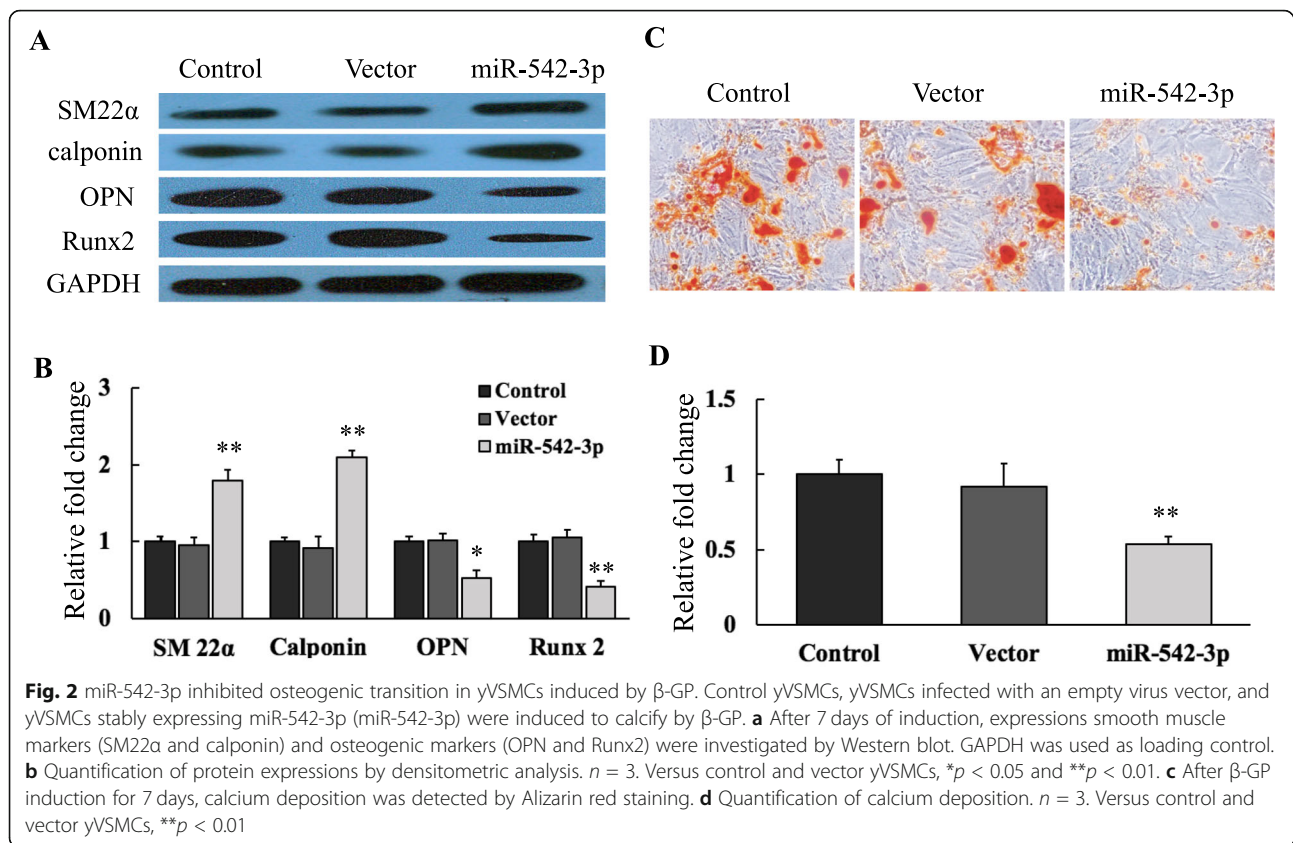 A
Control Vector miR-542-3p
SM22α
calponin
OPN
Runx2
GAPDH
B
Relative fold change
3
2
1
0
Control
Vector
miR-542-3p
** ** * **
SM 22α Calponin OPN Runx 2
C
Control Vector miR-542-3p
D
Relative fold change
1.5
1
0.5
0
**
Control Vector miR-542-3p
Fig. 2 miR-542-3p inhibited osteogenic transition in yVSMCs induced by β-GP. Control yVSMCs, yVSMCs infected with an empty virus vector, and
yVSMCs stably expressing miR-542-3p (miR-542-3p) were induced to calcify by β-GP. a After 7 days of induction, expressions smooth muscle
markers (SM22α and calponin) and osteogenic markers (OPN and Runx2) were investigated by Western blot. GAPDH was used as loading control.
b Quantification of protein expressions by densitometric analysis. n = 3. Versus control and vector yVSMCs, *p < 0.05 and **p < 0.01. c After β-GP
induction for 7 days, calcium deposition was detected by Alizarin red staining. d Quantification of calcium deposition. n = 3. Versus control and
vector yVSMCs, **p < 0.01